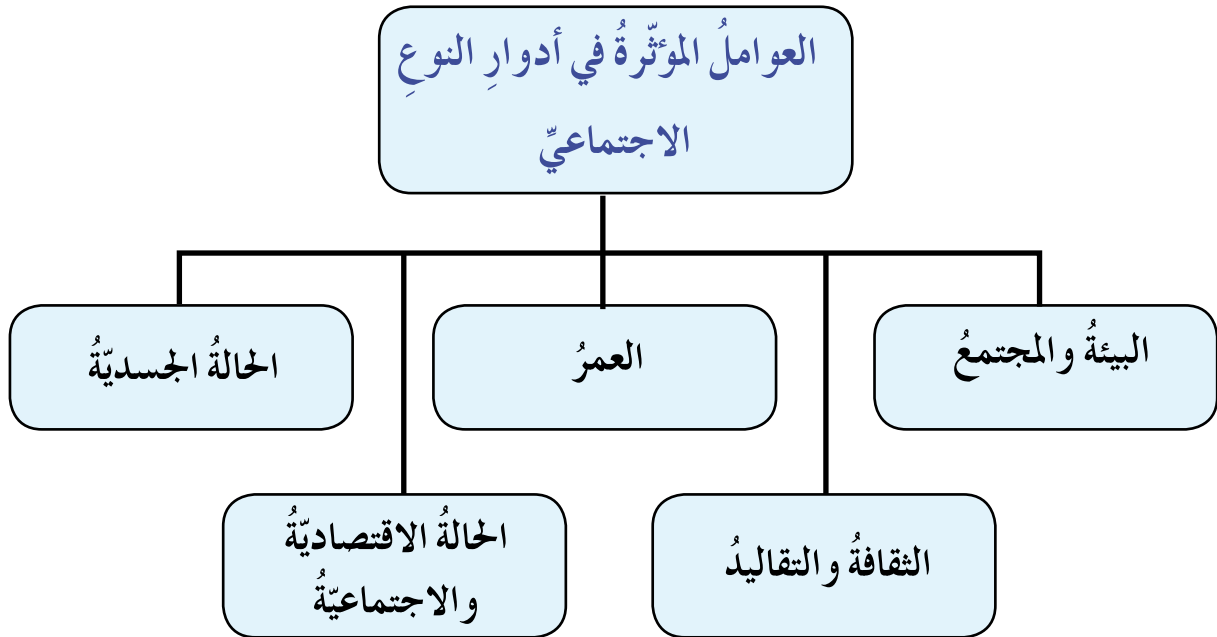 العواملُ المؤثّرةُ في أدوارِ النوعِ
الاجتماعيِّ
البيئةُ والمجتمعُ
العمرُ
الحالةُ الجسديّةُ
الثقافةُ والتقاليدُ
الحالةُ الاقتصاديّةُ
والاجتماعيّةُ